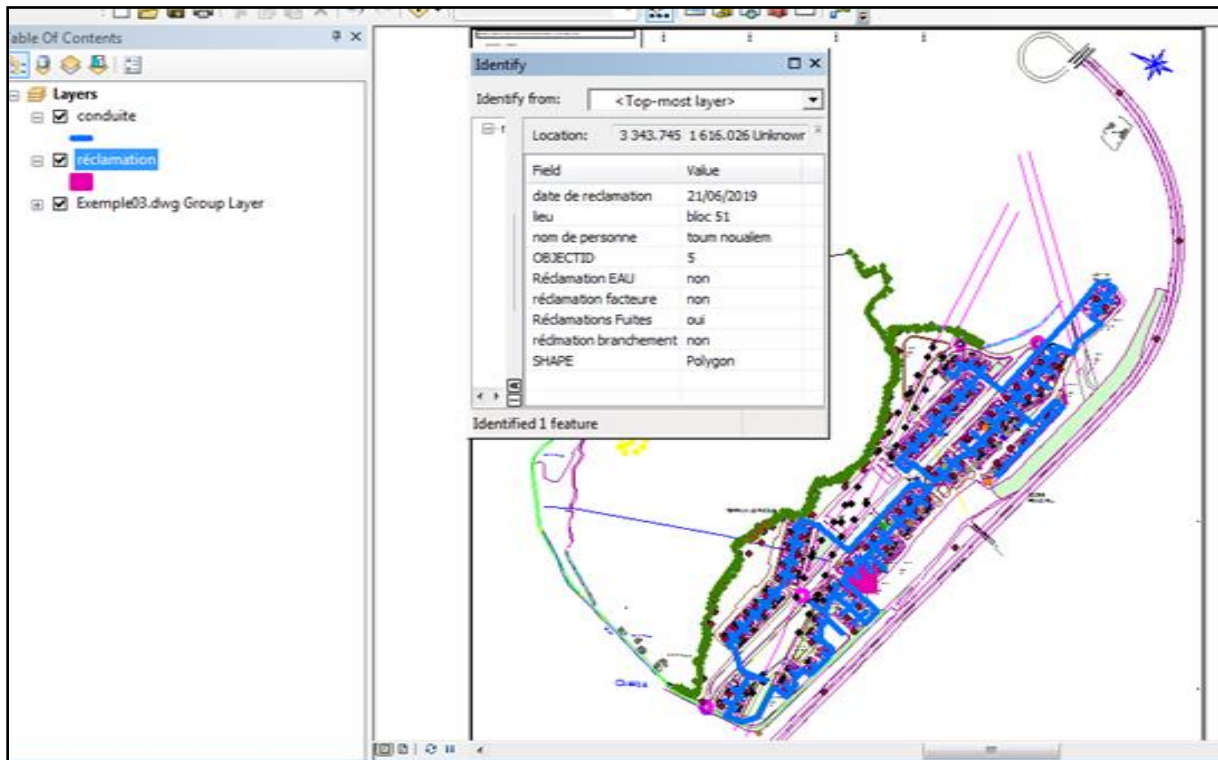 able Of Contents
Layers
conduite
réclamation
Exemple03.dwg Group Layer
Identify
Identify from: <Top-most layer>
Location: 3 343.745 1 616.026 Unknowr
Field Value
date de reclamation 21/06/2019
lieu bloc 51
nom de personne toum noualem
OBJECTID 5
Réclamation EAU non
réclamation facteure non
Réclamations Fuites oui
réclmation branchement non
SHAPE Polygon
Identified 1 feature